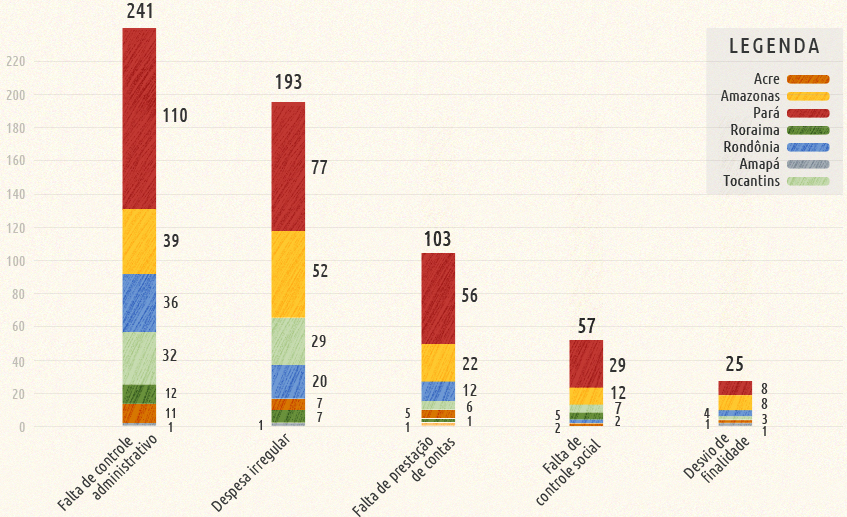 241
193
103
57
25
LEGENDA
Acre
Amazonas
Pará
Roraima
Rondônia
Amapá
Tocantins
220
200
180
160
140
120
100
80
60
40
20
0
110
39
36
32
12
11
1
77
52
29
20
7
7
1
56
22
12
6
5
1
1
29
12
7
5
2
2
8
8
4
3
1
1
Falta de controle
administrativo
Despesa irregular
Falta de prestação
de contas
Falta de
controle social
Desvio de
finalidade